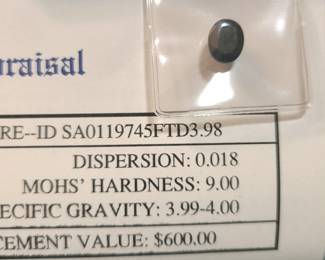 praisal
RE--ID SA0119745FTD3.98
DISPERSION: 0.018
MOHS' HARDNESS: 9.00
ECIFIC GRAVITY: 3.99-4.00
CEMENT VALUE: $600.00